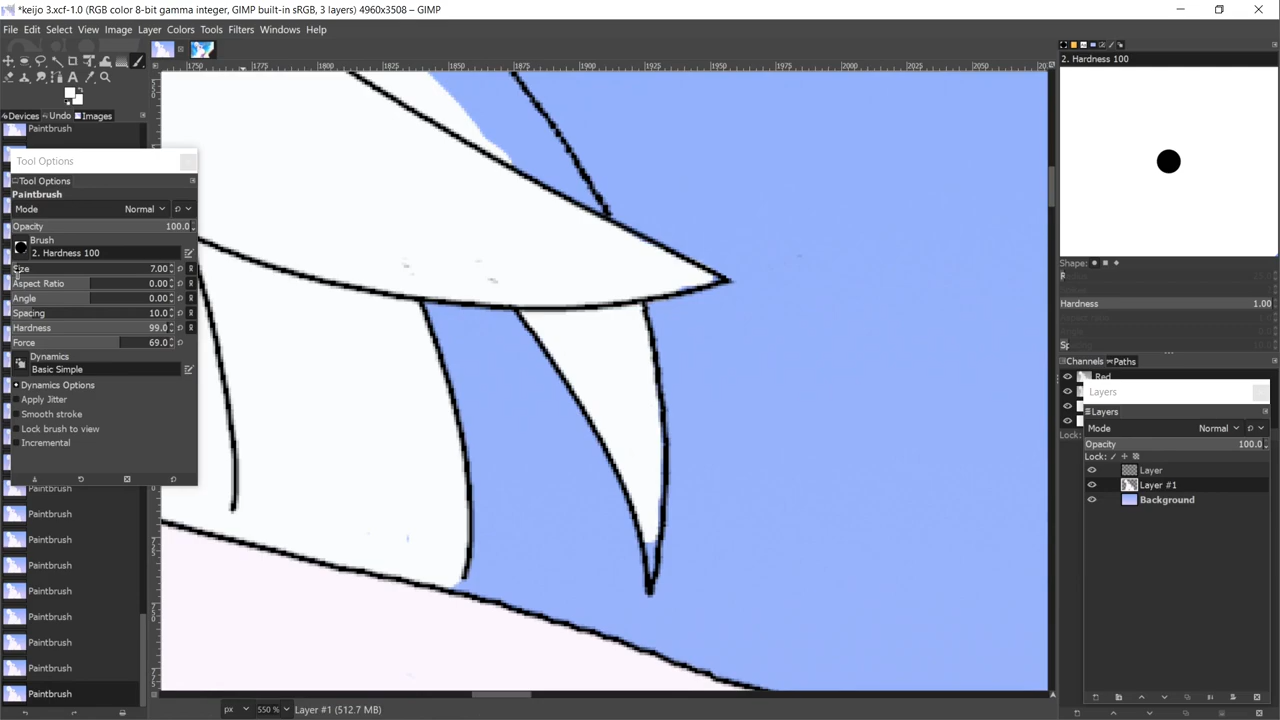 *keijo 3.xcf-1.0 (RGB color 8-bit gamma integer, GIMP built-in sRGB, 3 layers) 4960x3508 – GIMP
File Edit Select View Image Layer Colors Tools Filters Windows Help
1750 1775 1800 1825 1850 1875 1900 1925 1950 1975 2000 2025 2050
2. Hardness 100
Devices Undo Images
Paintbrush
Tool Options
Tool Options
Paintbrush
Mode Normal
Opacity 100.0
Brush
2. Hardness 100
Size 7.00
Aspect Ratio 0.00
Angle 0.00
Spacing 10.0
Hardness 99.0
Force 69.0
Dynamics
Basic Simple
Dynamics Options
Apply Jitter
Smooth stroke
Lock brush to view
Incremental
Paintbrush
Paintbrush
Paintbrush
Paintbrush
Paintbrush
Paintbrush
Paintbrush
Paintbrush
Paintbrush
Shape:
Hardness 1.00
Channels Paths
Red
Layers
Layers
Mode Normal
Opacity 100.0
Lock:
Lock:
Layer
Layer #1
Background
px 550 % Layer #1 (512.7 MB)